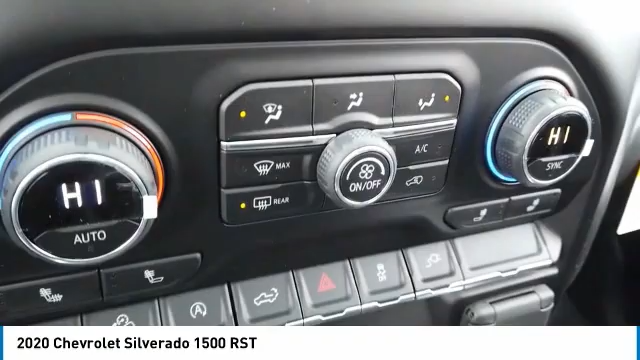 HI
AUTO
MAX
A/C
REAR
ON/OFF
HI
SYNC
A
2020 Chevrolet Silverado 1500 RST